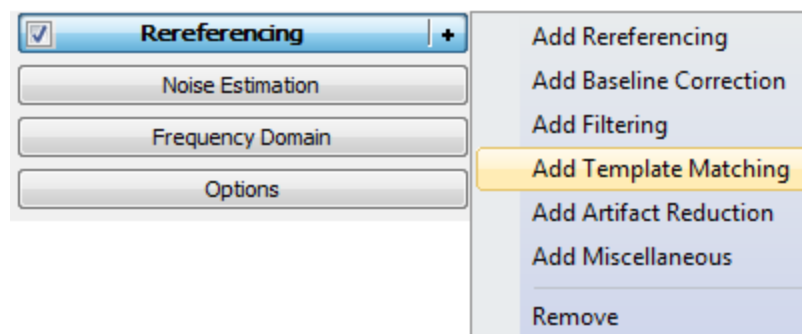 Rereferencing +
Noise Estimation
Frequency Domain
Options
Add Rereferencing
Add Baseline Correction
Add Filtering
Add Template Matching
Add Artifact Reduction
Add Miscellaneous
Remove